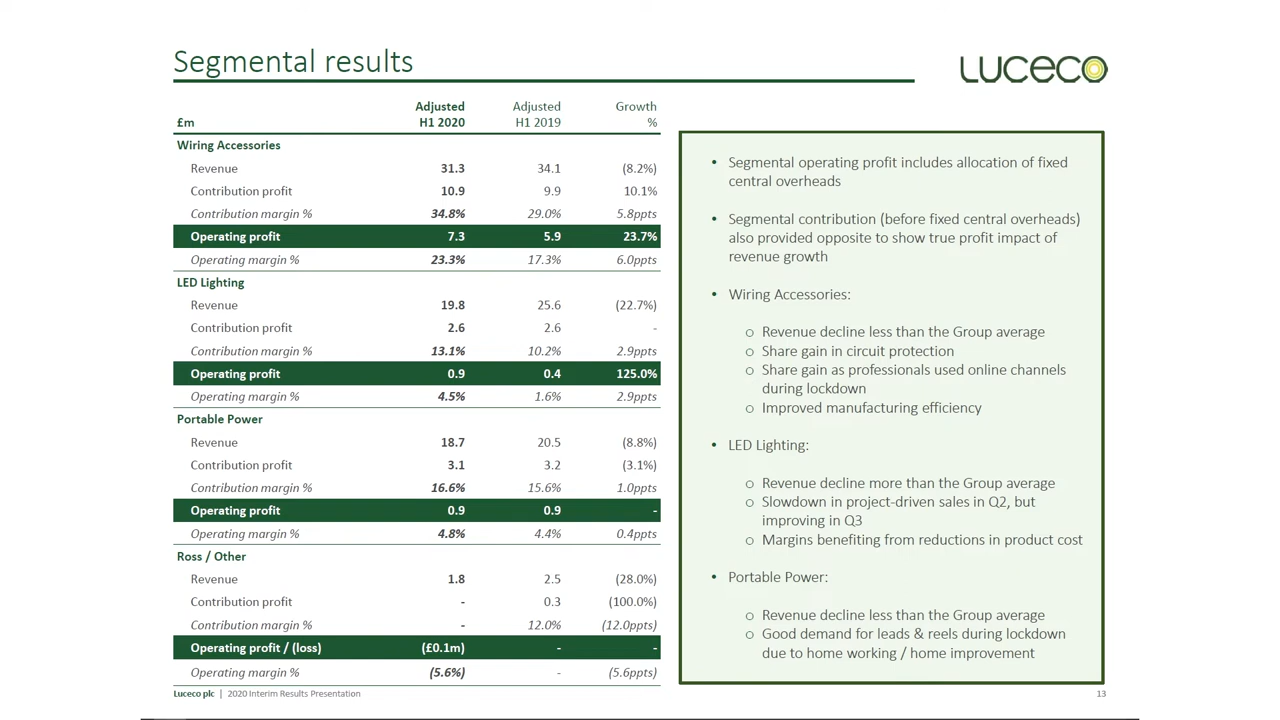 Segmental results
LUCECO
£m Adjusted H1 2020 Adjusted H1 2019 Growth %
Wiring Accessories
Revenue 31.3 34.1 (8.2%)
Contribution profit 10.9 9.9 10.1%
Contribution margin % 34.8% 29.0% 5.8ppts
Operating profit 7.3 5.9 23.7%
Operating margin % 23.3% 17.3% 6.0ppts
LED Lighting
Revenue 19.8 25.6 (22.7%)
Contribution profit 2.6 2.6 -
Contribution margin % 13.1% 10.2% 2.9ppts
Operating profit 0.9 0.4 125.0%
Operating margin % 4.5% 1.6% 2.9ppts
Portable Power
Revenue 18.7 20.5 (8.8%)
Contribution profit 3.1 3.2 (3.1%)
Contribution margin % 16.6% 15.6% 1.0ppts
Operating profit 0.9 0.9 -
Operating margin % 4.8% 4.4% 0.4ppts
Ross / Other
Revenue 1.8 2.5 (28.0%)
Contribution profit - 0.3 (100.0%)
Contribution margin % - 12.0% (12.0ppts)
Operating profit / (loss) (£0.1m) - -
Operating margin % (5.6%) - (5.6ppts)
• Segmental operating profit includes allocation of fixed
central overheads
• Segmental contribution (before fixed central overheads)
also provided opposite to show true profit impact of
revenue growth
• Wiring Accessories:
o Revenue decline less than the Group average
o Share gain in circuit protection
o Share gain as professionals used online channels
during lockdown
o Improved manufacturing efficiency
• LED Lighting:
o Revenue decline more than the Group average
o Slowdown in project-driven sales in Q2, but
improving in Q3
o Margins benefiting from reductions in product cost
• Portable Power:
o Revenue decline less than the Group average
o Good demand for leads & reels during lockdown
due to home working / home improvement
Luceco plc | 2020 Interim Results Presentation
13